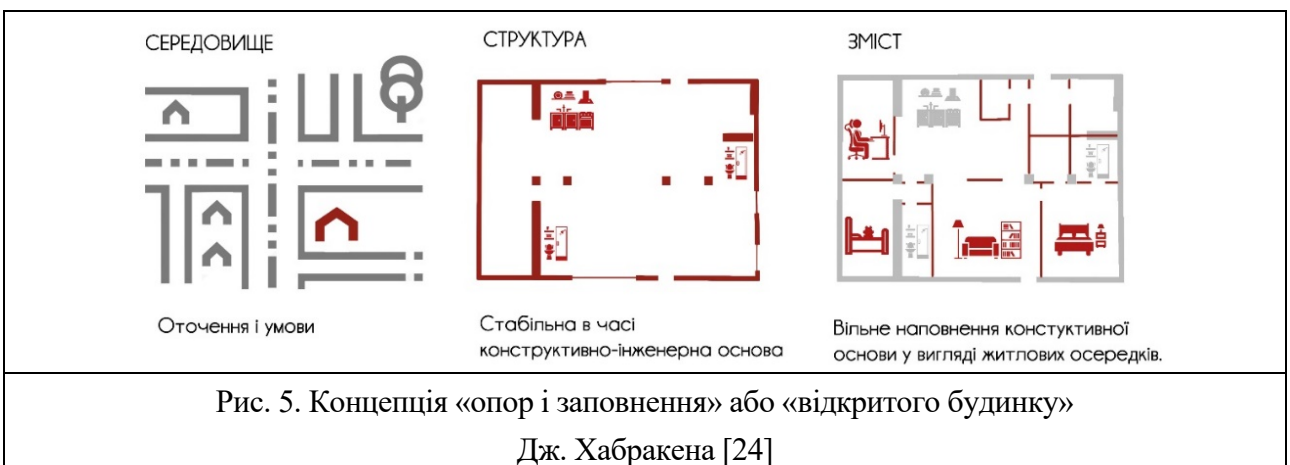 СЕРЕДОВИЩЕ
СТРУКТУРА
ЗМІСТ
Оточення і умови
Стабільна в часі
конструктивно-інженерна основа
Вільне наповнення констуктивної
основи у вигляді житлових осередків.
Рис. 5. Концепція «опор і заповнення» або «відкритого будинку»
Дж. Хабракена [24]